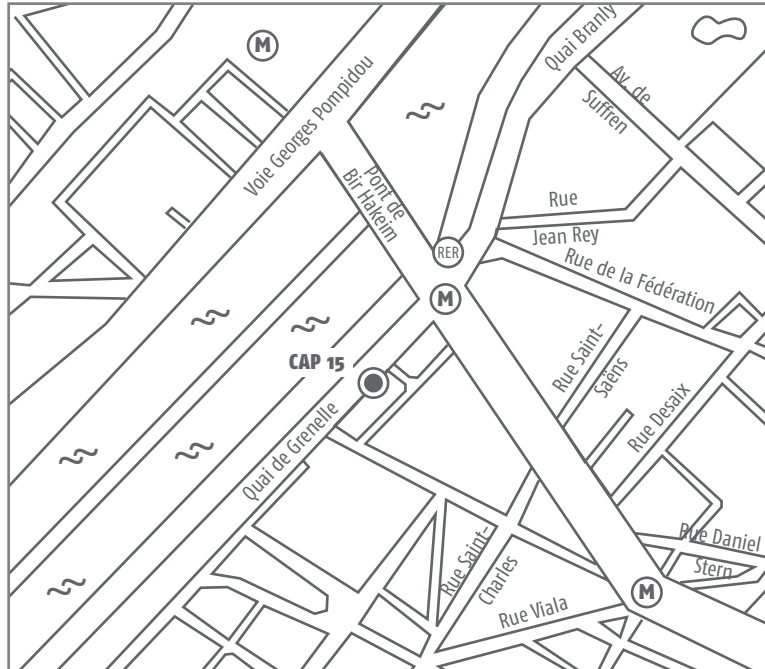 M
Voie Georges Pompidou
Quai Branly
Av. de
Suffren
Pont de
Bir Hakeim
Rue
Jean Rey
RER
Rue de la Fédération
M
CAP 15
Rue Saint-
Saëns
Rue Desaix
Quai de Grenelle
Rue Saint-
Charles
Rue Daniel
Stern
M
Rue Viala